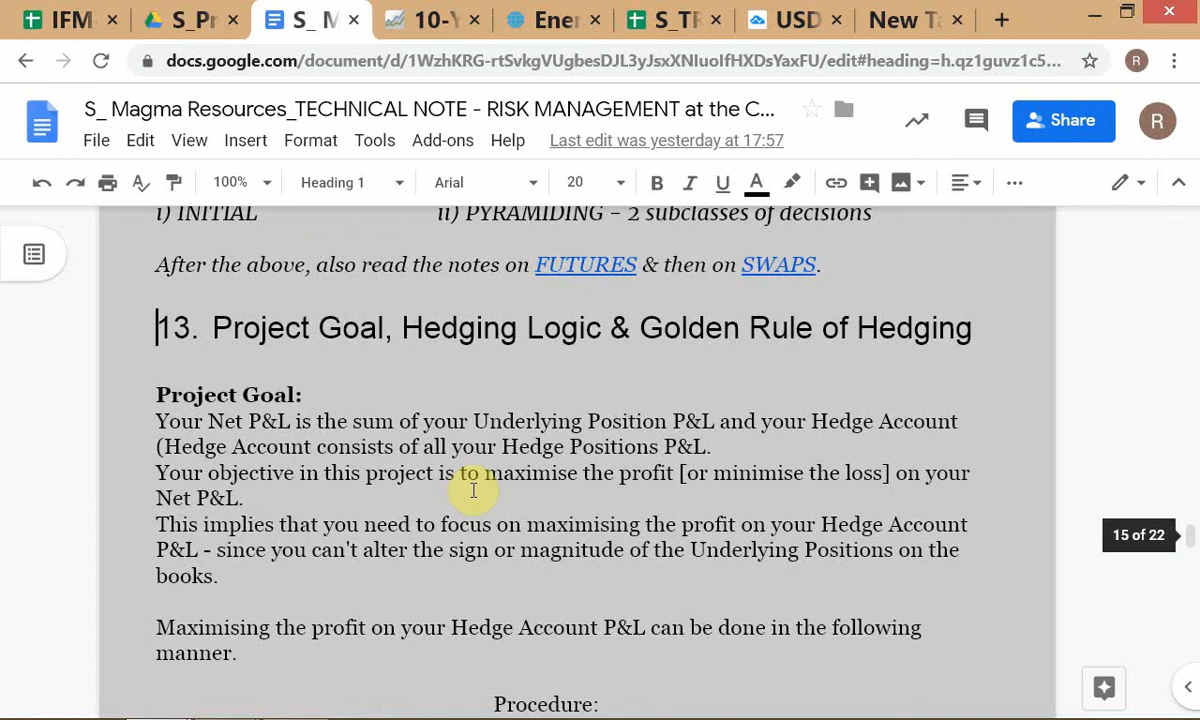 IFM-
S_Pr
S_ M
10-Y
Ener
S_TF
USD
New Ta
docs.google.com/document/d/1WzhKRG-rtSvkgVUgbesDJL3yJsxXNIuoIfHXDsYaxFU/edit#heading=h.qz1guvz1c5...
R
S_ Magma Resources_TECHNICAL NOTE - RISK MANAGEMENT at the C...
Share
R
File Edit View Insert Format Tools Add-ons Help Last edit was yesterday at 17:57
100% Heading 1 Arial 20 B I U A
i) INITIAL ii) PYRAMIDING - 2 subclasses of decisions
After the above, also read the notes on FUTURES & then on SWAPS.
13. Project Goal, Hedging Logic & Golden Rule of Hedging
Project Goal:
Your Net P&L is the sum of your Underlying Position P&L and your Hedge Account
(Hedge Account consists of all your Hedge Positions P&L.
Your objective in this project is to maximise the profit [or minimise the loss] on your
Net P&L.
This implies that you need to focus on maximising the profit on your Hedge Account
P&L - since you can't alter the sign or magnitude of the Underlying Positions on the
books.
15 of 22
Maximising the profit on your Hedge Account P&L can be done in the following
manner.
Procedure: